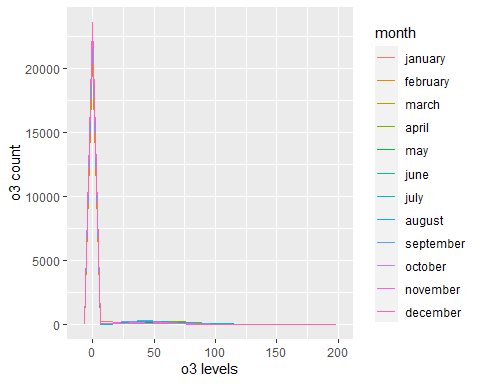 month
january
february
march
april
may
june
july
august
september
october
november
december
20000
15000
10000
5000
0
o3 count
0
50
100
150
200
o3 levels